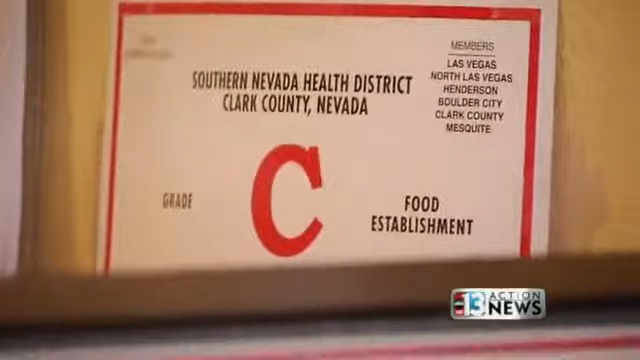 SOUTHERN NEVADA HEALTH DISTRICT
CLARK COUNTY, NEVADA
MEMBERS
LAS VEGAS
NORTH LAS VEGAS
HENDERSON
BOULDER CITY
CLARK COUNTY
MESQUITE
GRADE
C
FOOD
ESTABLISHMENT
13 ACTION
NEWS